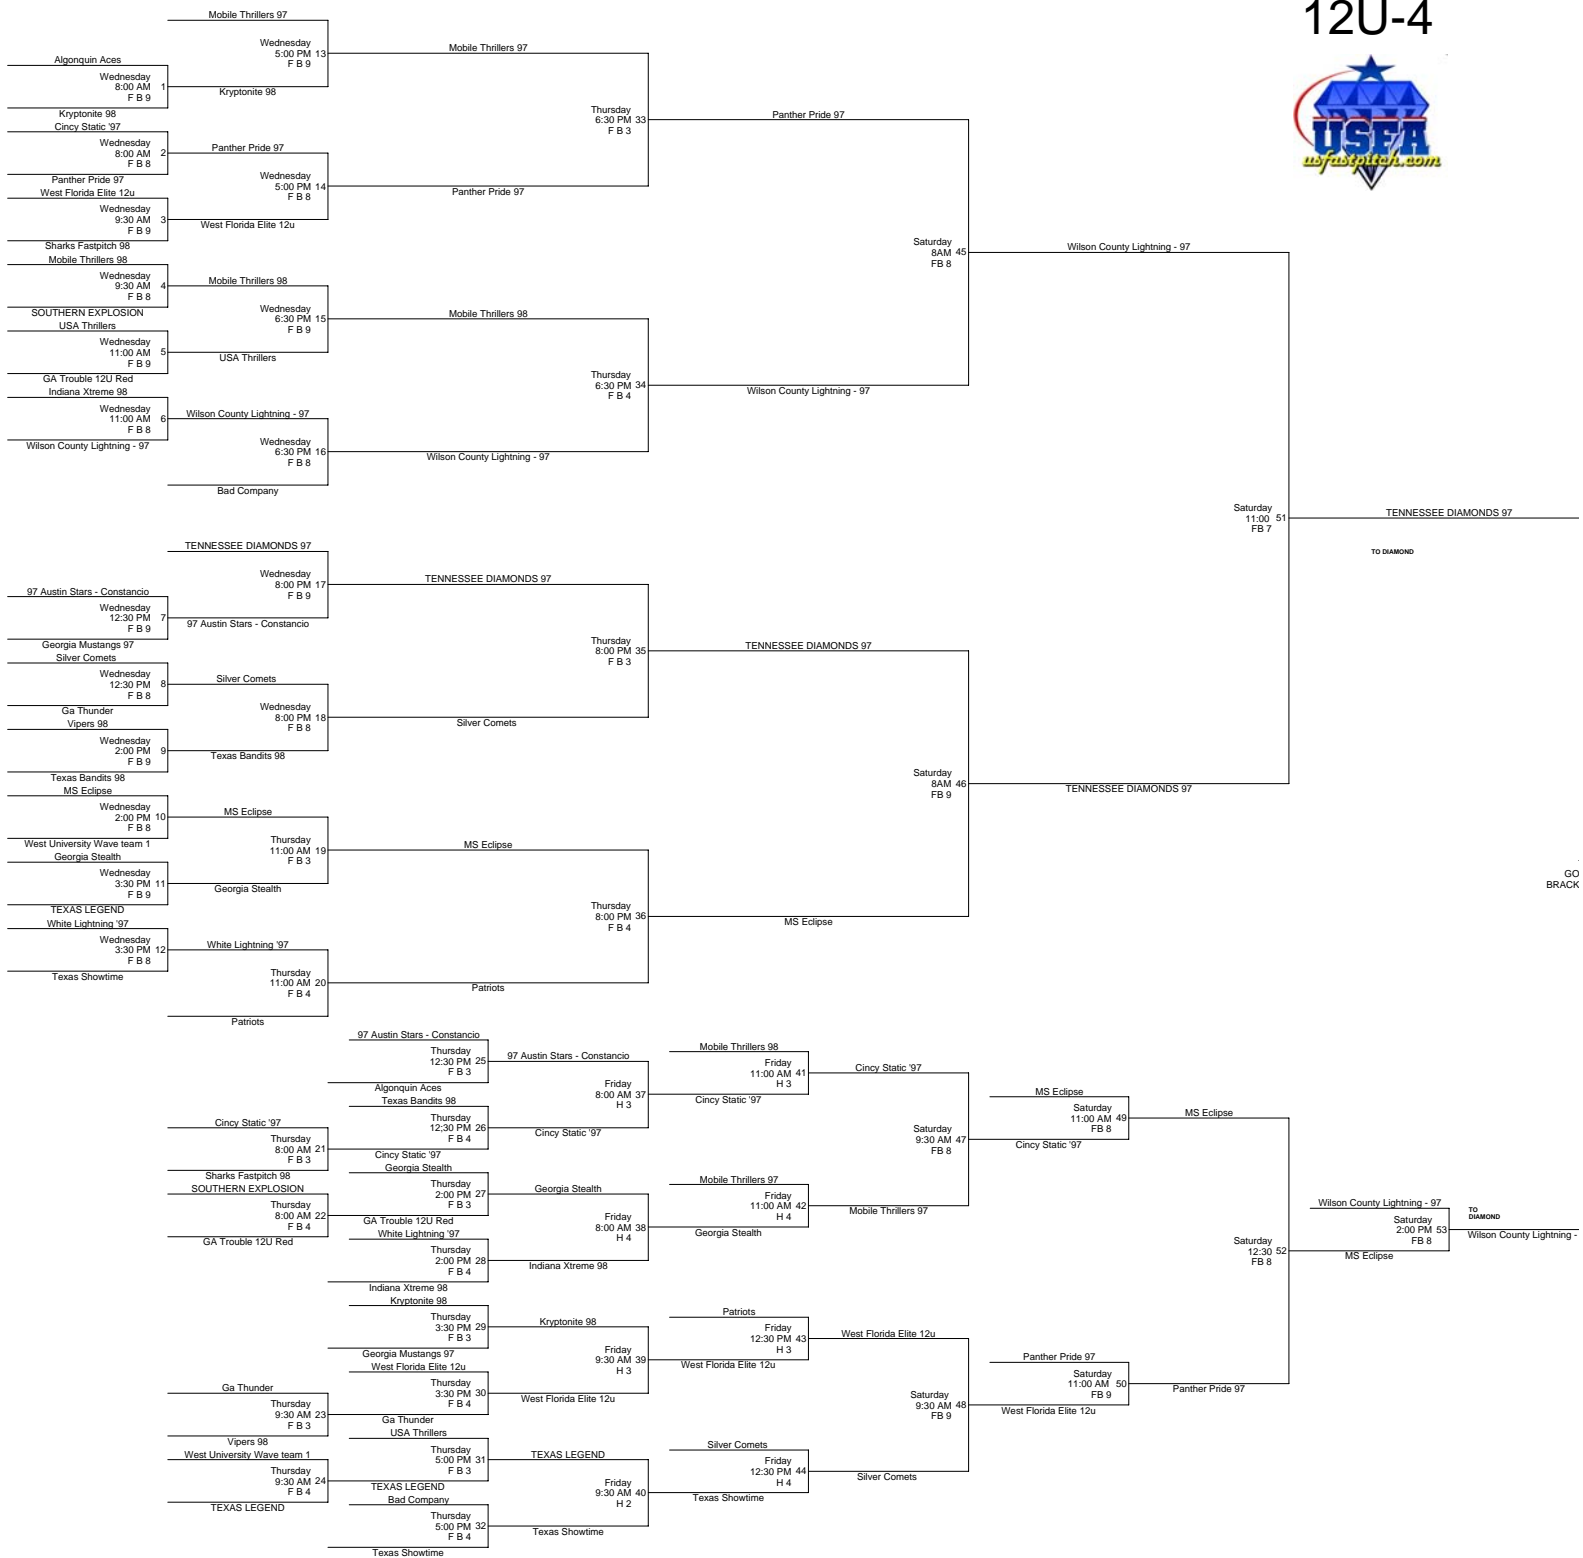 12U-4
USFA
usfastpitch.com
Mobile Thrillers 97
Wednesday
5:00 PM 13
F B 9
Mobile Thrillers 97
Algonquin Aces
Wednesday
8:00 AM 1
F B 9
Kryptonite 98
Kryptonite 98
Thursday
6:30 PM 33
F B 3
Panther Pride 97
Cincy Static '97
Wednesday
8:00 AM 2
F B 8
Panther Pride 97
Panther Pride 97
Wednesday
5:00 PM 14
F B 8
Panther Pride 97
West Florida Elite 12u
Wednesday
9:30 AM 3
F B 9
West Florida Elite 12u
Sharks Fastpitch 98
Saturday
8AM 45
FB 8
Wilson County Lightning - 97
Mobile Thrillers 98
Wednesday
9:30 AM 4
F B 8
Mobile Thrillers 98
SOUTHERN EXPLOSION
Wednesday
6:30 PM 15
F B 9
Mobile Thrillers 98
USA Thrillers
Wednesday
11:00 AM 5
F B 9
USA Thrillers
GA Trouble 12U Red
Thursday
6:30 PM 34
F B 4
Wilson County Lightning - 97
Indiana Xtreme 98
Wednesday
11:00 AM 6
F B 8
Wilson County Lightning - 97
Wilson County Lightning - 97
Wednesday
6:30 PM 16
F B 8
Wilson County Lightning - 97
Bad Company
Saturday
11:00 51
FB 7
TENNESSEE DIAMONDS 97
TO DIAMOND
TENNESSEE DIAMONDS 97
Wednesday
8:00 PM 17
F B 9
TENNESSEE DIAMONDS 97
97 Austin Stars - Constancio
Wednesday
12:30 PM 7
F B 9
97 Austin Stars - Constancio
Georgia Mustangs 97
Thursday
8:00 PM 35
F B 3
TENNESSEE DIAMONDS 97
Silver Comets
Wednesday
12:30 PM 8
F B 8
Silver Comets
Ga Thunder
Wednesday
8:00 PM 18
F B 8
Silver Comets
Vipers 98
Wednesday
2:00 PM 9
F B 9
Texas Bandits 98
Texas Bandits 98
Saturday
8AM 46
FB 9
TENNESSEE DIAMONDS 97
MS Eclipse
Wednesday
2:00 PM 10
F B 8
MS Eclipse
West University Wave team 1
Thursday
11:00 AM 19
F B 3
MS Eclipse
Georgia Stealth
Wednesday
3:30 PM 11
F B 9
Georgia Stealth
TEXAS LEGEND
Thursday
8:00 PM 36
F B 4
MS Eclipse
GO
BRACK
White Lightning '97
Wednesday
3:30 PM 12
F B 8
White Lightning '97
Texas Showtime
Thursday
11:00 AM 20
F B 4
Patriots
Patriots
97 Austin Stars - Constancio
Thursday
12:30 PM 25
F B 3
97 Austin Stars - Constancio
Algonquin Aces
Friday
8:00 AM 37
H 3
Cincy Static '97
Mobile Thrillers 98
Friday
11:00 AM 41
H 3
Cincy Static '97
Texas Bandits 98
Thursday
12:30 PM 26
F B 4
Cincy Static '97
Cincy Static '97
Cincy Static '97
Thursday
8:00 AM 21
F B 3
Sharks Fastpitch 98
Saturday
9:30 AM 47
FB 8
Cincy Static '97
MS Eclipse
Saturday
11:00 AM 49
FB 8
MS Eclipse
SOUTHERN EXPLOSION
Thursday
8:00 AM 22
F B 4
GA Trouble 12U Red
Georgia Stealth
Thursday
2:00 PM 27
F B 3
Georgia Stealth
GA Trouble 12U Red
Friday
8:00 AM 38
H 4
Georgia Stealth
Mobile Thrillers 97
Friday
11:00 AM 42
H 4
Mobile Thrillers 97
White Lightning '97
Thursday
2:00 PM 28
F B 4
Indiana Xtreme 98
Indiana Xtreme 98
Saturday
12:30 52
FB 8
MS Eclipse
Wilson County Lightning - 97
Saturday
2:00 PM 53
FB 8
TO
DIAMOND
Wilson County Lightning -
Kryptonite 98
Thursday
3:30 PM 29
F B 3
Kryptonite 98
Georgia Mustangs 97
Friday
9:30 AM 39
H 3
West Florida Elite 12u
Patriots
Friday
12:30 PM 43
H 3
West Florida Elite 12u
West Florida Elite 12u
Thursday
3:30 PM 30
F B 4
West Florida Elite 12u
Ga Thunder
Ga Thunder
Thursday
9:30 AM 23
F B 3
Vipers 98
Saturday
9:30 AM 48
FB 9
West Florida Elite 12u
Panther Pride 97
Saturday
11:00 AM 50
FB 9
Panther Pride 97
West University Wave team 1
Thursday
9:30 AM 24
F B 4
TEXAS LEGEND
USA Thrillers
Thursday
5:00 PM 31
F B 3
TEXAS LEGEND
TEXAS LEGEND
Friday
9:30 AM 40
H 2
Texas Showtime
Silver Comets
Friday
12:30 PM 44
H 4
Silver Comets
Bad Company
Thursday
5:00 PM 32
F B 4
Texas Showtime
Texas Showtime